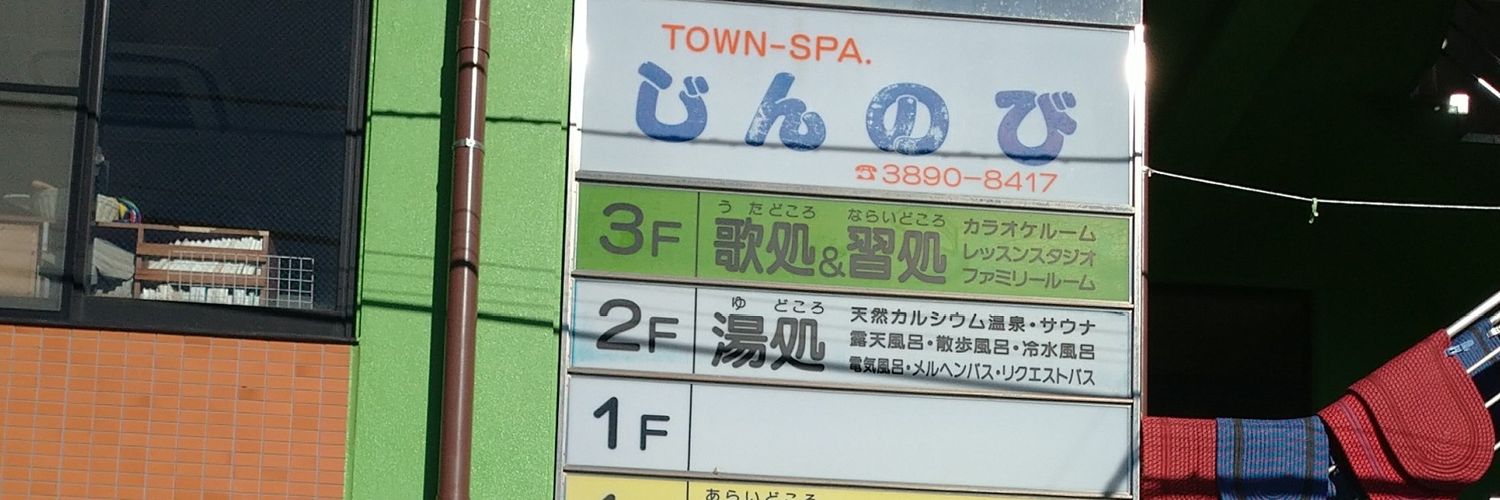 TOWN-SPA.
じんのび
☎3890-8417
うたどころ ならいどころ
3F 歌処&習処
カラオケルーム
レッスンスタジオ
ファミリールーム
ゆ どころ
2F 湯処
天然カルシウム温泉・サウナ
露天風呂・散歩風呂・冷水風呂
電気風呂・メルヘンバス・リクエストバス
1F
あらいどころ